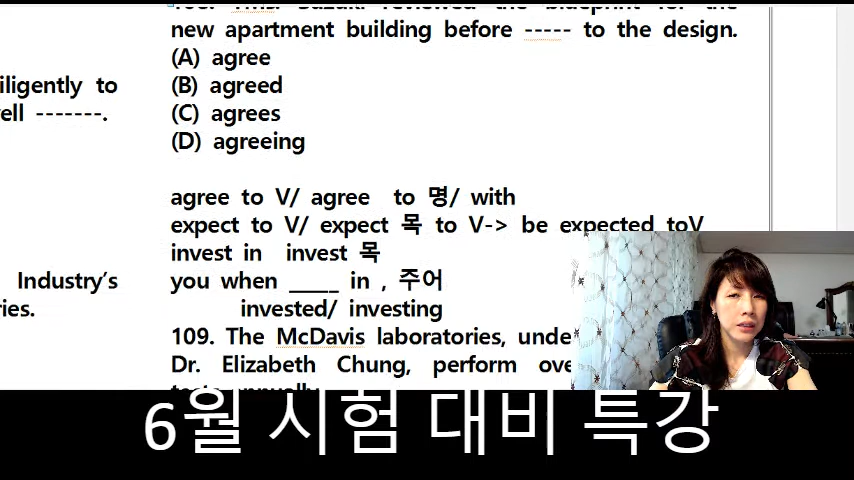 new apartment building before ----- to the design.
(A) agree
(B) agreed
(C) agrees
(D) agreeing
iligently to
ell -------.
agree to V/ agree to 명/ with
expect to V/ expect 목 to V-> be expected toV
invest in invest 목
you when ____ in , 주어
invested/ investing
Industry's
ies.
109. The McDavis laboratories, unde
Dr. Elizabeth Chung, perform ove
6월 시험 대비 특강